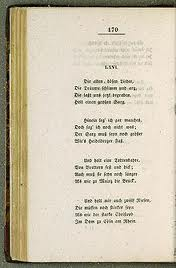 170
LXVI.
Die alten, bösen Lieder,
Die Träume schlimm und arg,
Die laßt uns jetzt begraben,
Holt einen großen Sarg.
Hinein leg' ich gar manches,
Doch sag' ich noch nicht was;
Der Sarg muß seyn noch größer
Wie's Heidelberger Faß.
Und holt eine Todtenbahre,
Von Brettern fest und dick;
Auch muß sie seyn noch länger
Als wie zu Mainz die Brück'.
Und holt mir auch zwölf Riesen,
Die müssen noch stärker seyn
Als wie der starke Christoph
Im Dom zu Cöln am Rhein.